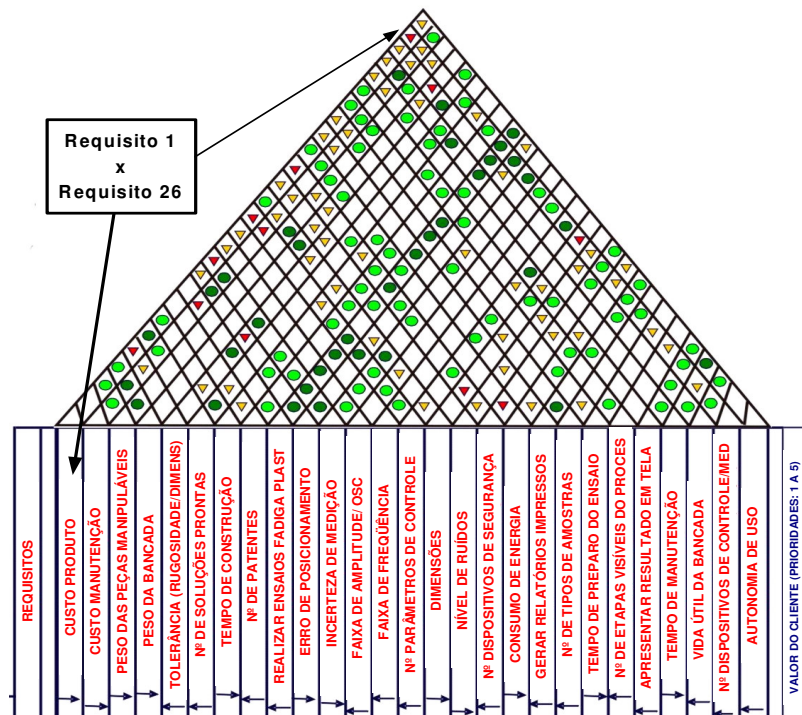 Requisito 1
x
Requisito 26
REQUISITOS
CUSTO PRODUTO
CUSTO MANUTENÇÃO
PESO DAS PEÇAS MANIPULÁVEIS
PESO DA BANCADA
TOLERÂNCIA (RUGOSIDADE/DIMENS)
Nº DE SOLUÇÕES PRONTAS
TEMPO DE CONSTRUÇÃO
Nº DE PATENTES
REALIZAR ENSAIOS FADIGA PLAST
ERRO DE POSICIONAMENTO
INCERTEZA DE MEDIÇÃO
FAIXA DE AMPLITUDE/ OSC
FAIXA DE FREQÜÊNCIA
Nº PARÂMETROS DE CONTROLE
DIMENSÕES
NÍVEL DE RUÍDOS
Nº DISPOSITIVOS DE SEGURANÇA
CONSUMO DE ENERGIA
GERAR RELATÓRIOS IMPRESSOS
Nº DE TIPOS DE AMOSTRAS
TEMPO DE PREPARO DO ENSAIO
Nº DE ETAPAS VISÍVEIS DO PROCES
APRESENTAR RESULTADO EM TELA
TEMPO DE MANUTENÇÃO
VIDA ÚTIL DA BANCADA
Nº DISPOSITIVOS DE CONTROLE/MED
AUTONOMIA DE USO
VALOR DO CLIENTE (PRIORIDADES: 1 A 5)